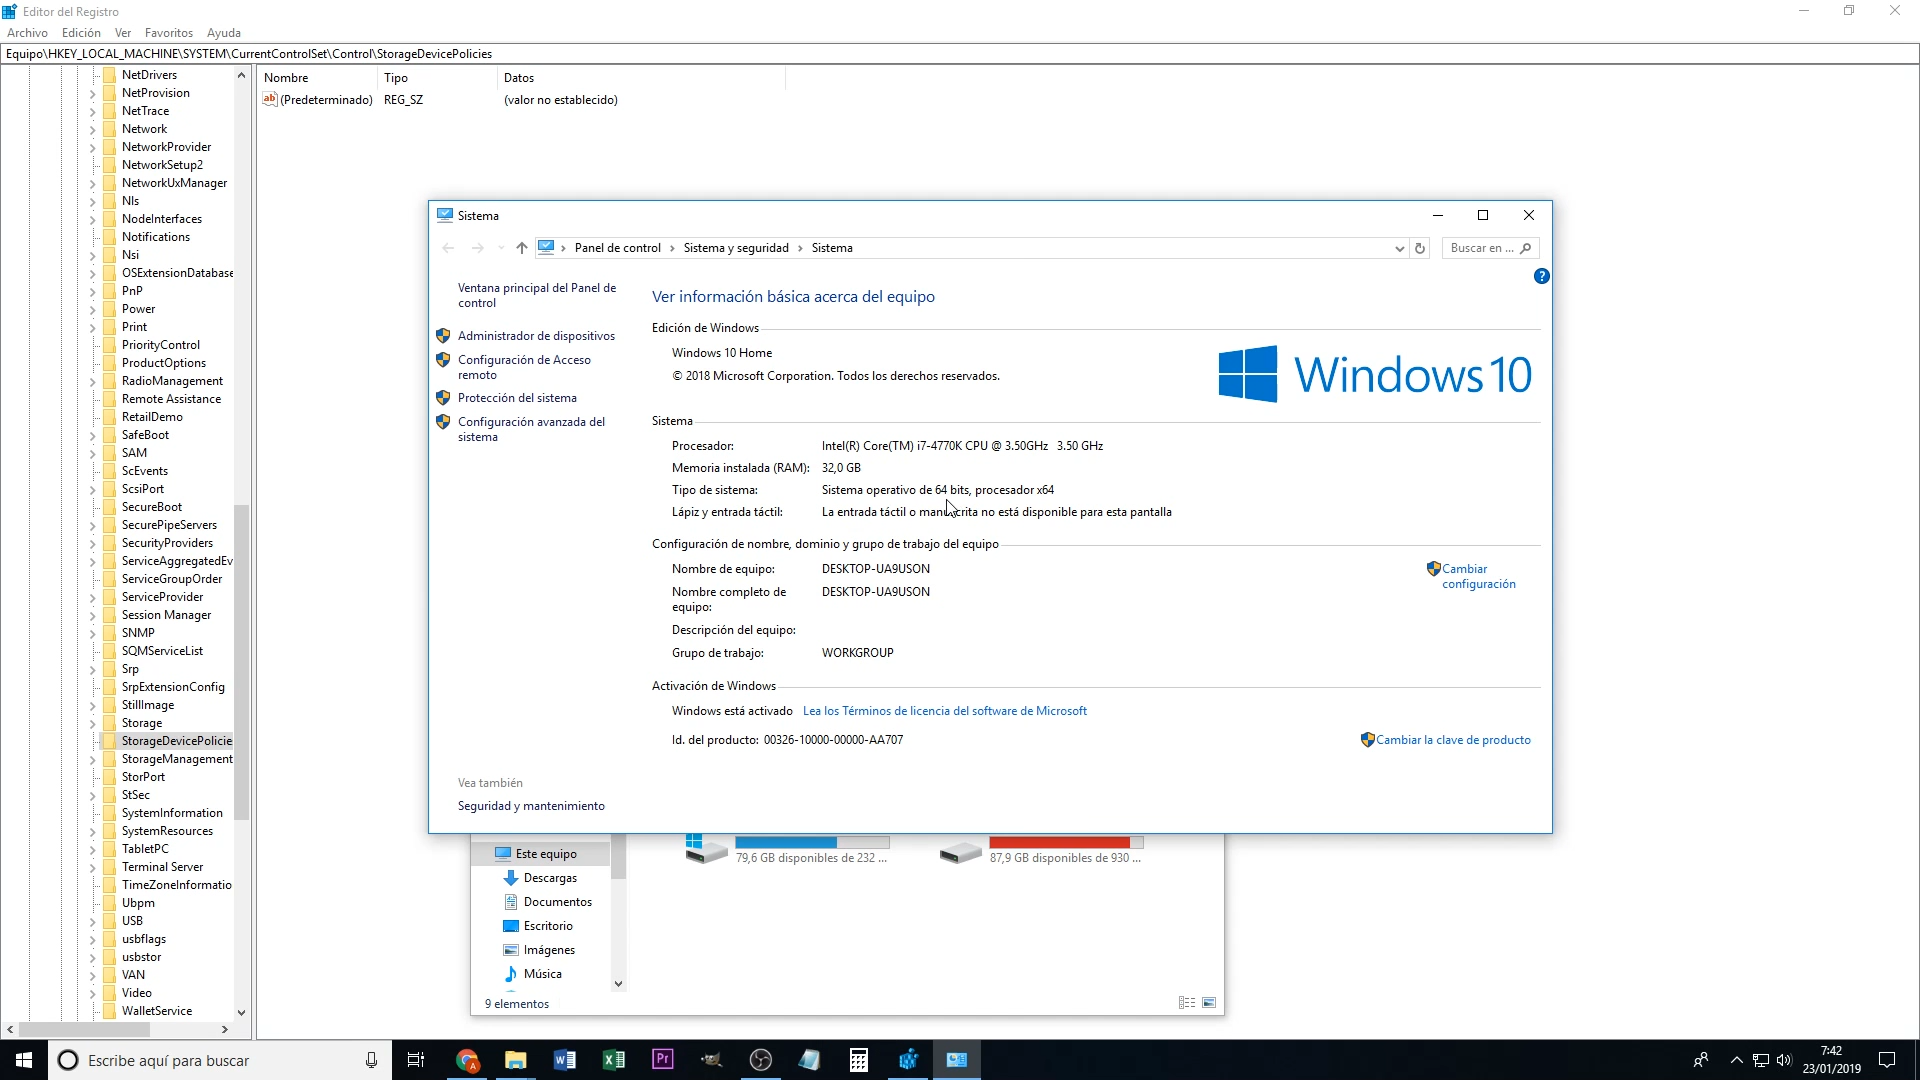 Editor del Registro
Archivo Edición Ver Favoritos Ayuda
Equipo\HKEY_LOCAL_MACHINE\SYSTEM\CurrentControlSet\Control\StorageDevicePolicies
NetDrivers
NetProvision
NetTrace
Network
NetworkProvider
NetworkSetup2
NetworkUxManager
Nls
NodeInterfaces
Notifications
Nsi
OSExtensionDatabase
PnP
Power
Print
PriorityControl
ProductOptions
RadioManagement
Remote Assistance
RetailDemo
SafeBoot
SAM
ScEvents
ScsiPort
SecureBoot
SecurePipeServers
SecurityProviders
ServiceAggregatedEv
ServiceGroupOrder
ServiceProvider
Session Manager
SNMP
SQMServiceList
Srp
SrpExtensionConfig
StillImage
Storage
StorageDevicePolicie
StorageManagement
StorPort
StSec
SystemInformation
SystemResources
TabletPC
Terminal Server
TimeZoneInformatio
Ubpm
USB
usbflags
usbstor
VAN
Video
WalletService
Nombre Tipo Datos
ab (Predeterminado) REG_SZ (valor no establecido)
Sistema
Panel de control > Sistema y seguridad > Sistema
Buscar en ...
?
Ventana principal del Panel de
control
Administrador de dispositivos
Configuración de Acceso
remoto
Protección del sistema
Configuración avanzada del
sistema
Vea también
Seguridad y mantenimiento
Ver información básica acerca del equipo
Edición de Windows
Windows 10 Home
© 2018 Microsoft Corporation. Todos los derechos reservados.
Windows 10
Sistema
Procesador: Intel(R) Core(TM) i7-4770K CPU @ 3.50GHz 3.50 GHz
Memoria instalada (RAM): 32,0 GB
Tipo de sistema: Sistema operativo de 64 bits, procesador x64
Lápiz y entrada táctil: La entrada táctil o manuscrita no está disponible para esta pantalla
Configuración de nombre, dominio y grupo de trabajo del equipo
Nombre de equipo: DESKTOP-UA9USON
Cambiar
configuración
Nombre completo de DESKTOP-UA9USON
equipo:
Descripción del equipo:
Grupo de trabajo: WORKGROUP
Activación de Windows
Windows está activado Lea los Términos de licencia del software de Microsoft
Id. del producto: 00326-10000-00000-AA707
Cambiar la clave de producto
Este equipo
Descargas
Documentos
Escritorio
Imágenes
Música
79,6 GB disponibles de 232 ...
87,9 GB disponibles de 930 ...
9 elementos
Escribe aquí para buscar
A
Pr
7:42
23/01/2019